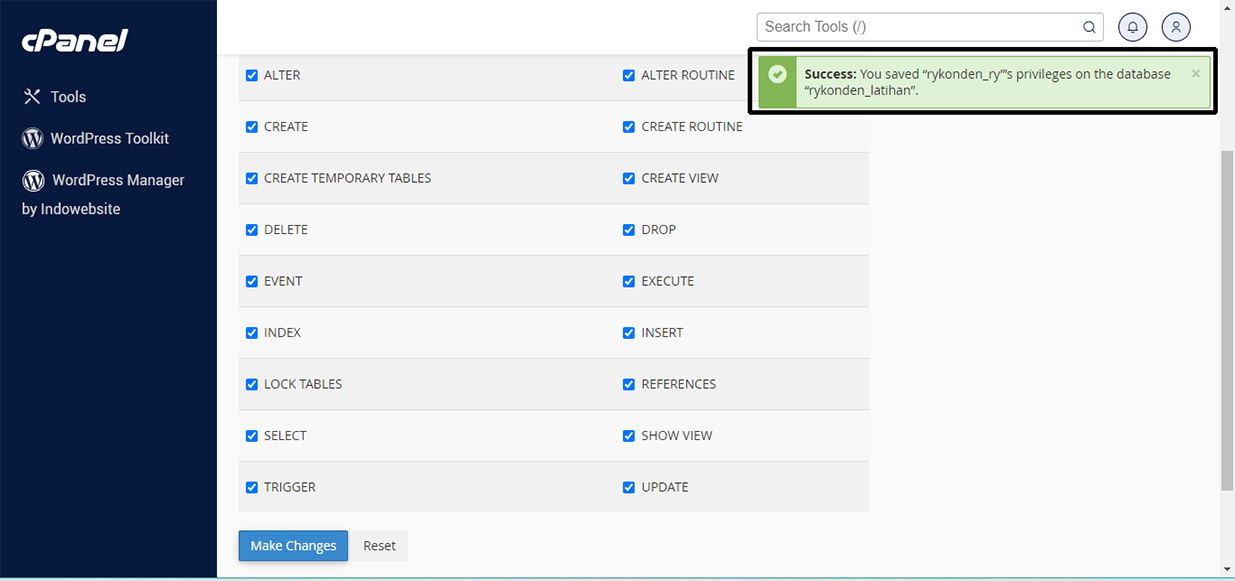 cPanel
Tools
WordPress Toolkit
WordPress Manager
by Indowebsite
Search Tools (/)
Success: You saved “rykonden_ry”'s privileges on the database
“rykonden_latihan”.
×
ALTER
ALTER ROUTINE
CREATE
CREATE ROUTINE
CREATE TEMPORARY TABLES
CREATE VIEW
DELETE
DROP
EVENT
EXECUTE
INDEX
INSERT
LOCK TABLES
REFERENCES
SELECT
SHOW VIEW
TRIGGER
UPDATE
Make Changes
Reset